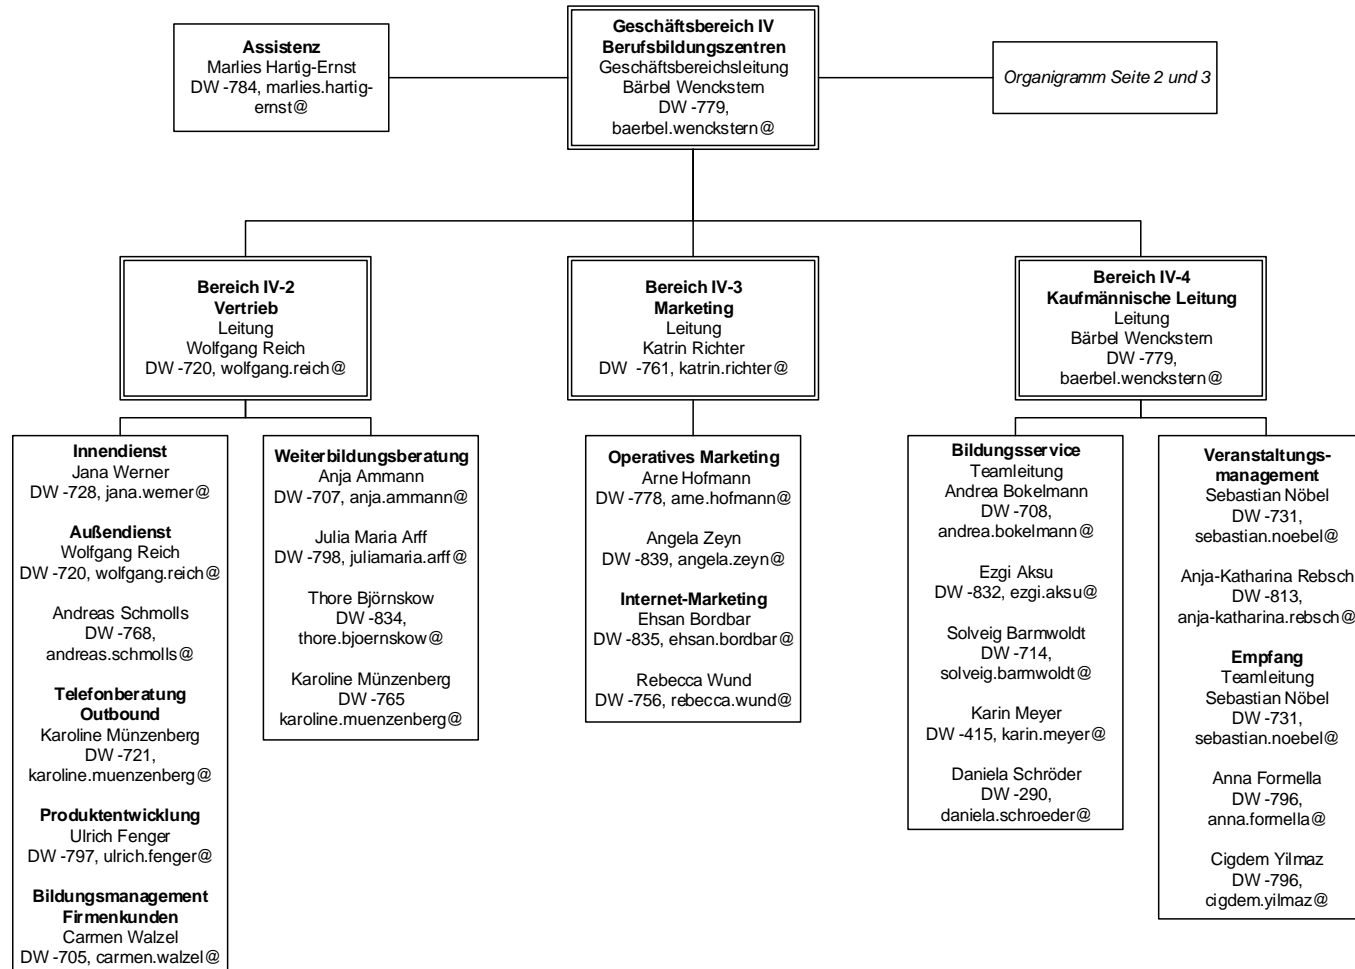 Assistenz
Marlies Hartig-Ernst
DW -784, marlies.hartig-
ernst@
Geschäftsbereich IV
Berufsbildungszentren
Geschäftsbereichsleitung
Bärbel Wenckstern
DW -779,
baerbel.wenckstern@
Organigramm Seite 2 und 3
Bereich IV-2
Vertrieb
Leitung
Wolfgang Reich
DW -720, wolfgang.reich@
Bereich IV-3
Marketing
Leitung
Katrin Richter
DW -761, katrin.richter@
Bereich IV-4
Kaufmännische Leitung
Leitung
Bärbel Wenckstern
DW -779,
baerbel.wenckstern@
Innendienst
Jana Werner
DW -728, jana.werner@
Außendienst
Wolfgang Reich
DW -720, wolfgang.reich@
Andreas Schmolls
DW -768,
andreas.schmolls@
Telefonberatung
Outbound
Karoline Münzenberg
DW -721,
karoline.muenzenberg@
Produktentwicklung
Ulrich Fenger
DW -797, ulrich.fenger@
Bildungsmanagement
Firmenkunden
Carmen Walzel
DW -705, carmen.walzel@
Weiterbildungsberatung
Anja Ammann
DW -707, anja.ammann@
Julia Maria Arff
DW -798, juliamaria.arff@
Thore Björnskow
DW -834,
thore.bjoernskow@
Karoline Münzenberg
DW -765
karoline.muenzenberg@
Operatives Marketing
Arne Hofmann
DW -778, arne.hofmann@
Angela Zeyn
DW -839, angela.zeyn@
Internet-Marketing
Ehsan Bordbar
DW -835, ehsan.bordbar@
Rebecca Wund
DW -756, rebecca.wund@
Bildungsservice
Teamleitung
Andrea Bokelmann
DW -708,
andrea.bokelmann@
Ezgi Aksu
DW -832, ezgi.aksu@
Solveig Barmwoldt
DW -714,
solveig.barmwoldt@
Karin Meyer
DW -415, karin.meyer@
Daniela Schröder
DW -290,
daniela.schroeder@
Veranstaltungs-
management
Sebastian Nöbel
DW -731,
sebastian.noebel@
Anja-Katharina Rebsch
DW -813,
anja-katharina.rebsch@
Empfang
Teamleitung
Sebastian Nöbel
DW -731,
sebastian.noebel@
Anna Formella
DW -796,
anna.formella@
Cigdem Yilmaz
DW -796,
cigdem.yilmaz@